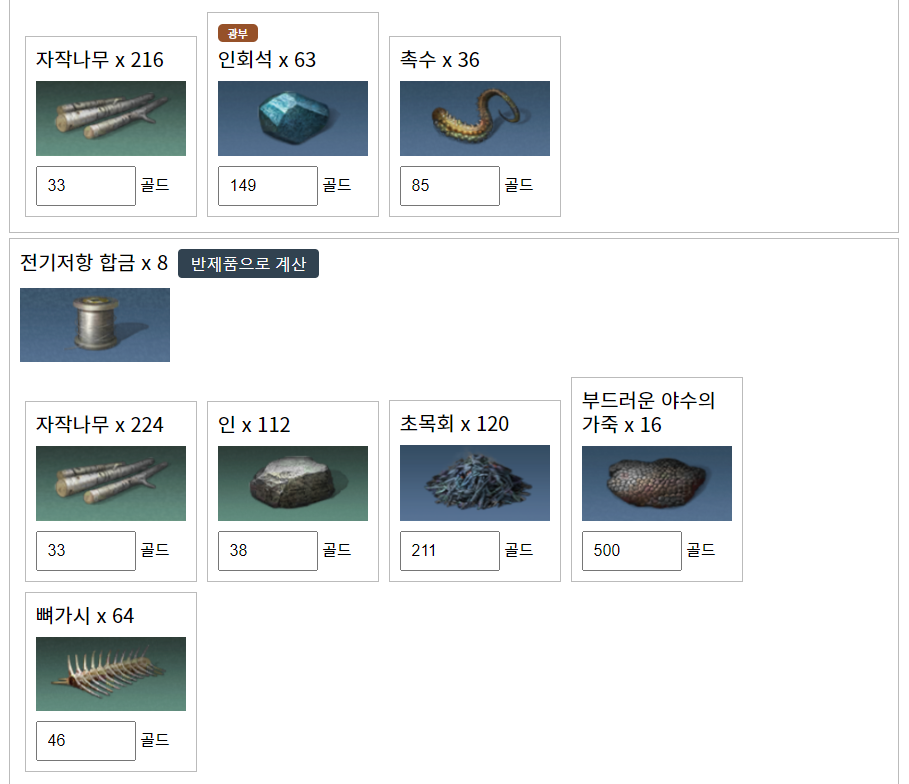 자작나무 x 216
33 골드
광부
인회석 x 63
149 골드
촉수 x 36
85 골드
전기저항 합금 x 8 반제품으로 계산
자작나무 x 224
33 골드
인 x 112
38 골드
초목회 x 120
211 골드
부드러운 야수의
가죽 x 16
500 골드
뼈가시 x 64
46 골드